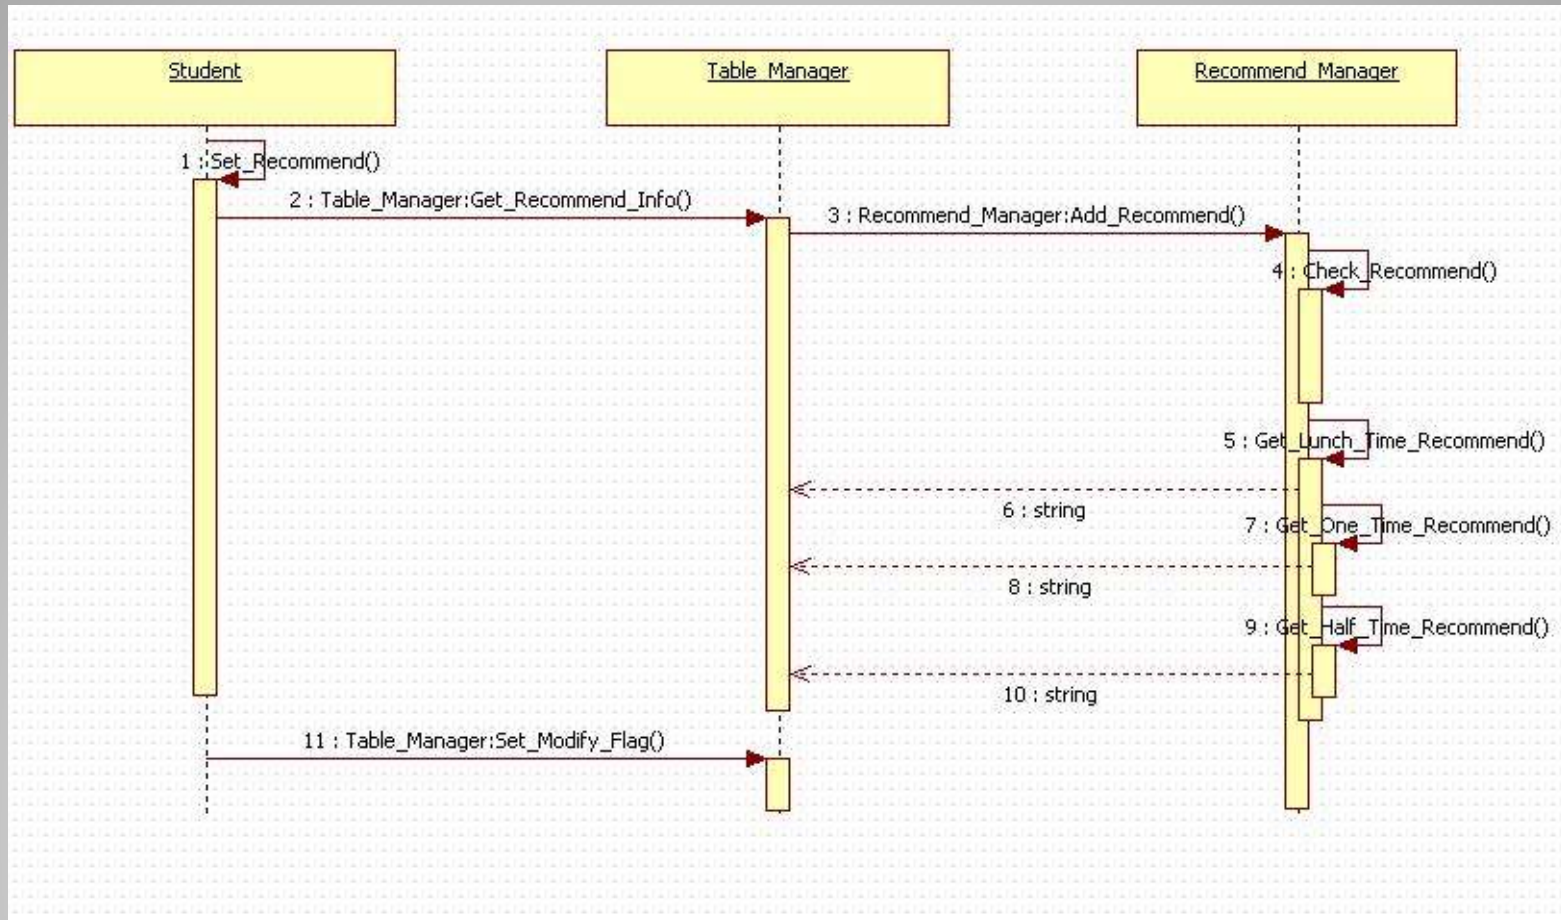 Student
Table_Manager
Recommend_Manager
1 : Set_Recommend()
2 : Table_Manager:Get_Recommend_Info()
3 : Recommend_Manager:Add_Recommend()
4 : Check_Recommend()
5 : Get_Lunch_Time_Recommend()
6 : string
7 : Get_One_Time_Recommend()
8 : string
9 : Get_Half_Time_Recommend()
10 : string
11 : Table_Manager:Set_Modify_Flag()